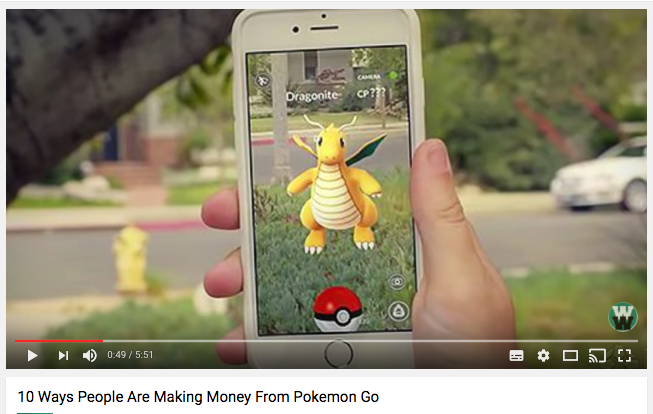 CAMERA
Dragonite
CP???
W
0:49 / 5:51
10 Ways People Are Making Money From Pokemon Go